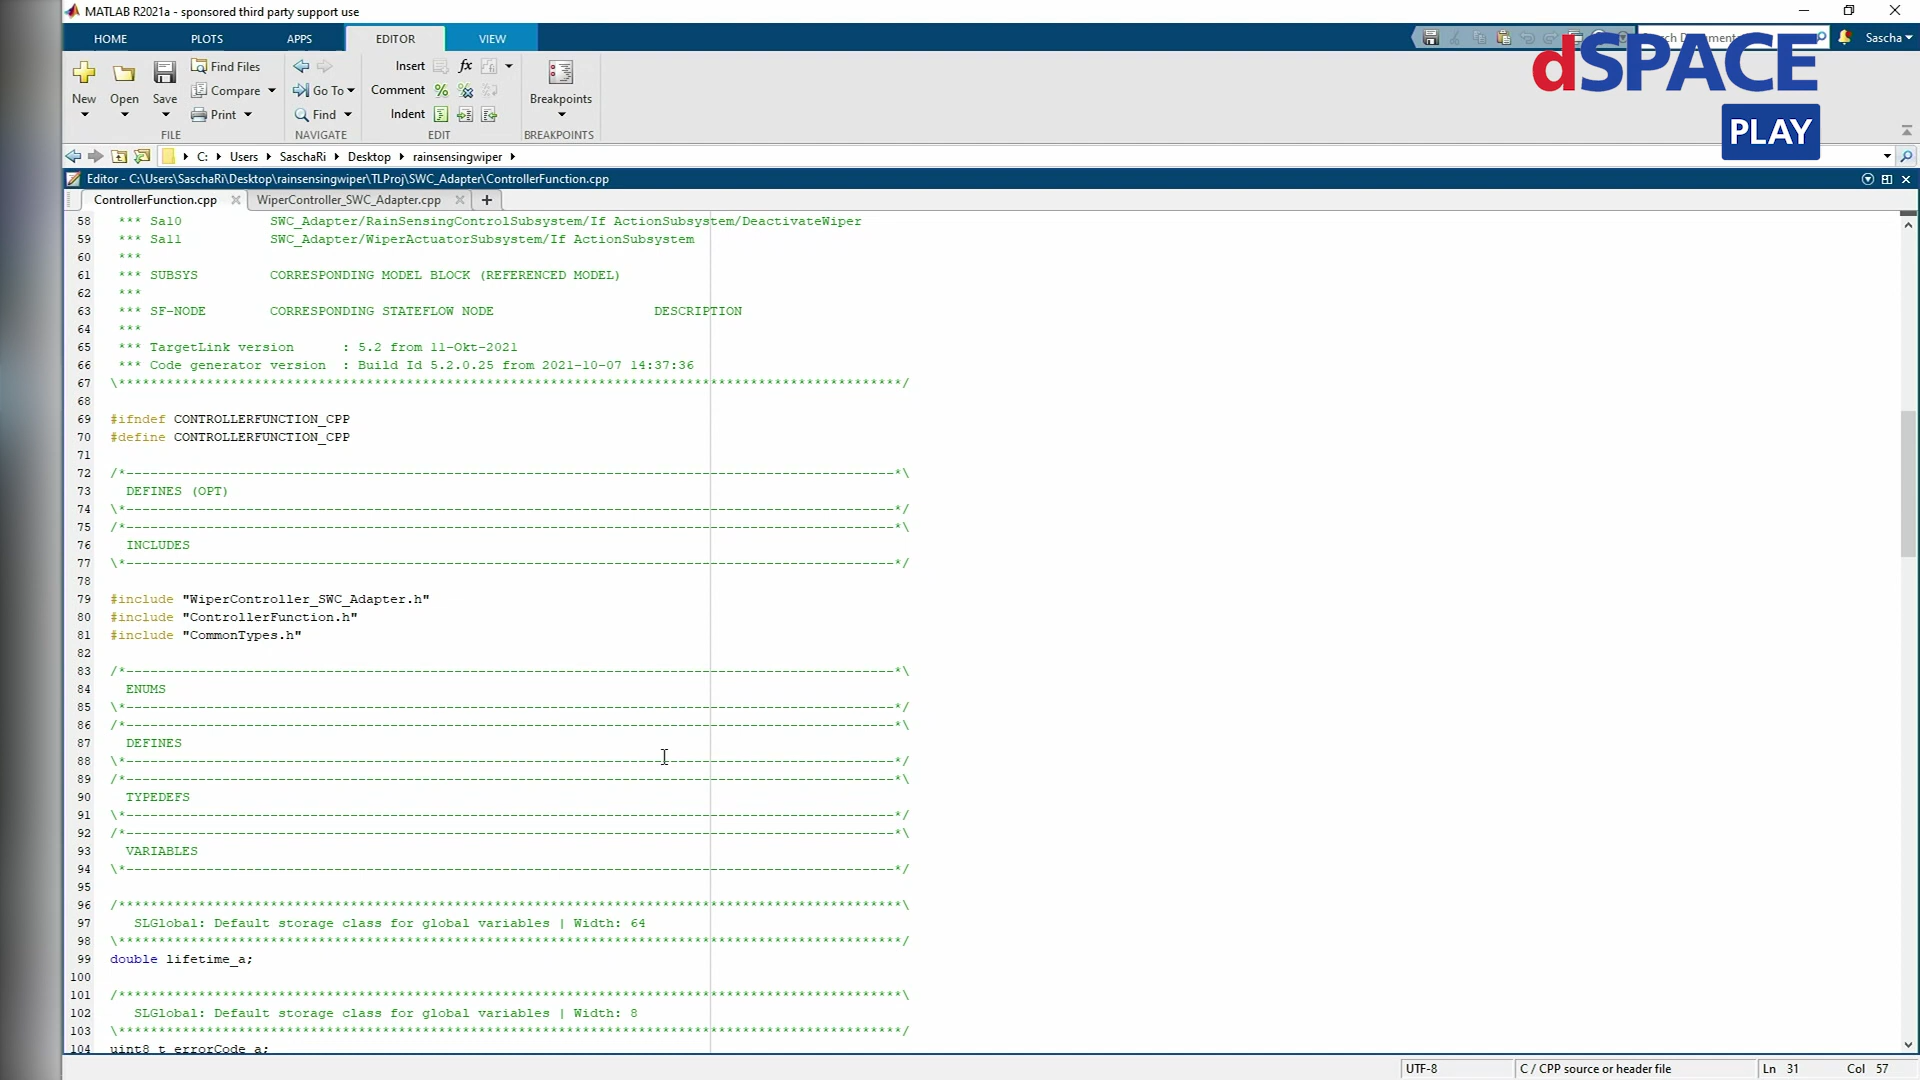 MATLAB R2021a - sponsored third party support use
HOME PLOTS APPS EDITOR VIEW
Sascha
dSPACE
PLAY
New Open Save
Find Files
Compare
Print
FILE
Go To
Find
NAVIGATE
Insert fx
Comment
Indent
EDIT
Breakpoints
BREAKPOINTS
C: Users SaschaRi Desktop rainsensingwiper
Editor - C:\Users\SaschaRi\Desktop\rainsensingwiper\TLProj\SWC_Adapter\ControllerFunction.cpp
ControllerFunction.cpp WiperController_SWC_Adapter.cpp
58 *** Sa10 SWC_Adapter/RainSensingControlSubsystem/If ActionSubsystem/DeactivateWiper
59 *** Sa11 SWC_Adapter/WiperActuatorSubsystem/If ActionSubsystem
60 ***
61 *** SUBSYS CORRESPONDING MODEL BLOCK (REFERENCED MODEL)
62 ***
63 *** SF-NODE CORRESPONDING STATEFLOW NODE DESCRIPTION
64 ***
65 *** TargetLink version : 5.2 from 11-Okt-2021
66 *** Code generator version : Build Id 5.2.0.25 from 2021-10-07 14:37:36
67 \**************************************************************************************************/
68
69 #ifndef CONTROLLERFUNCTION_CPP
70 #define CONTROLLERFUNCTION_CPP
71
72 /*------------------------------------------------------------------------------------------------*\
73 DEFINES (OPT)
74 \*------------------------------------------------------------------------------------------------*/
75 /*------------------------------------------------------------------------------------------------*\
76 INCLUDES
77 \*------------------------------------------------------------------------------------------------*/
78
79 #include "WiperController_SWC_Adapter.h"
80 #include "ControllerFunction.h"
81 #include "CommonTypes.h"
82
83 /*------------------------------------------------------------------------------------------------*\
84 ENUMS
85 \*------------------------------------------------------------------------------------------------*/
86 /*------------------------------------------------------------------------------------------------*\
87 DEFINES
88 \*------------------------------------------------------------------------------------------------*/
89 /*------------------------------------------------------------------------------------------------*\
90 TYPEDEFS
91 \*------------------------------------------------------------------------------------------------*/
92 /*------------------------------------------------------------------------------------------------*\
93 VARIABLES
94 \*------------------------------------------------------------------------------------------------*/
95
96 /**************************************************************************************************\
97 SLGlobal: Default storage class for global variables | Width: 64
98 \**************************************************************************************************/
99 double lifetime_a;
100
101 /**************************************************************************************************\
102 SLGlobal: Default storage class for global variables | Width: 8
103 \**************************************************************************************************/
104 uint8_t errorCode_a;
UTF-8 C / CPP source or header file Ln 31 Col 57